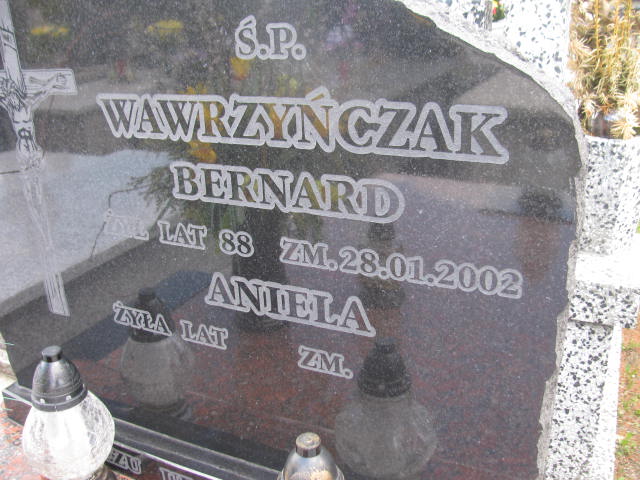 Ś.P.
WAWRZYŃCZAK
BERNARD
ŻYŁ LAT 88 ZM. 28.01.2002
ANIELA
ŻYŁA LAT ZM.